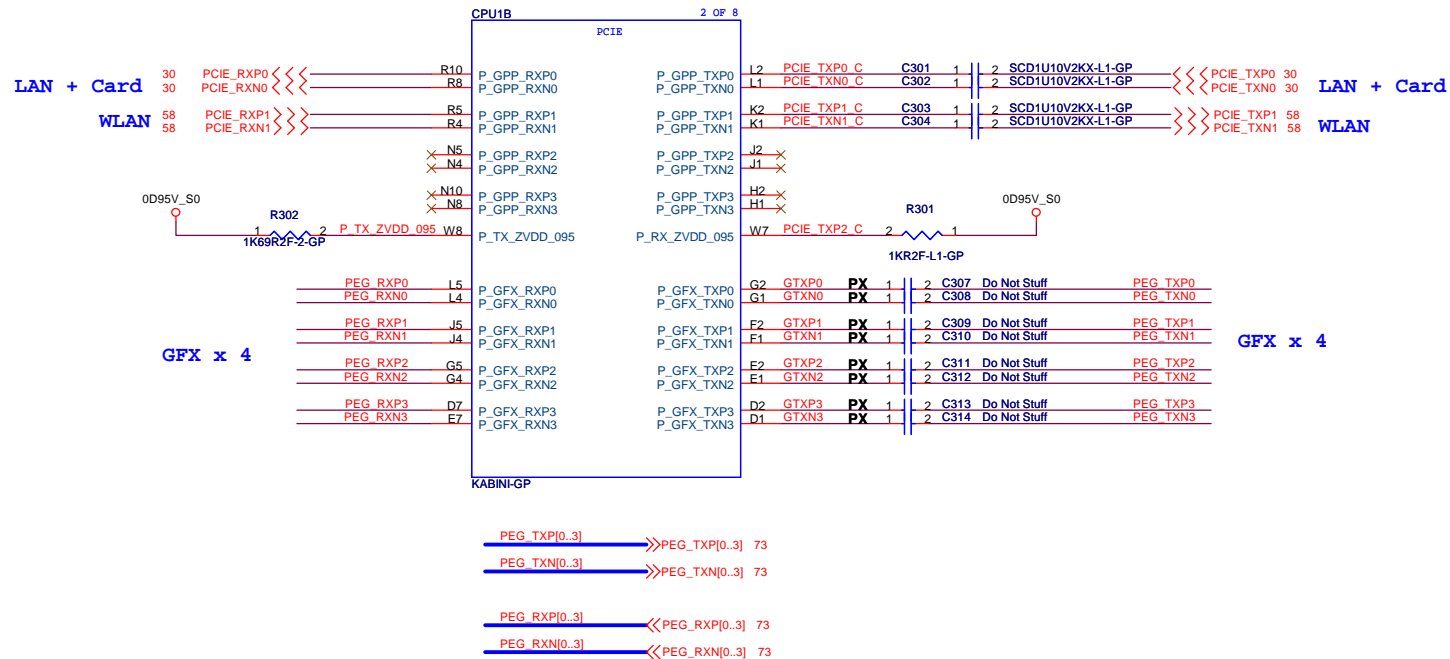 CPU1B 2 OF 8
PCIE
LAN + Card 30 PCIE_RXP0 R10 P_GPP_RXP0 P_GPP_TXP0 L2 PCIE_TXP0_C C301 1 2 SCD1U10V2KX-L1-GP PCIE_TXP0 30 LAN + Card
30 PCIE_RXN0 R8 P_GPP_RXN0 P_GPP_TXN0 L1 PCIE_TXN0_C C302 1 2 SCD1U10V2KX-L1-GP PCIE_TXN0 30
WLAN 58 PCIE_RXP1 R5 P_GPP_RXP1 P_GPP_TXP1 K2 PCIE_TXP1_C C303 1 2 SCD1U10V2KX-L1-GP PCIE_TXP1 58 WLAN
58 PCIE_RXN1 R4 P_GPP_RXN1 P_GPP_TXN1 K1 PCIE_TXN1_C C304 1 2 SCD1U10V2KX-L1-GP PCIE_TXN1 58
N5 P_GPP_RXP2 P_GPP_TXP2 J2
N4 P_GPP_RXN2 P_GPP_TXN2 J1
N10 P_GPP_RXP3 P_GPP_TXP3 H2
N8 P_GPP_RXN3 P_GPP_TXN3 H1
0D95V_S0 0D95V_S0
R302 R301
1 2 P_TX_ZVDD_095 W8 P_TX_ZVDD_095 P_RX_ZVDD_095 W7 PCIE_TXP2_C 2 1
1K69R2F-2-GP 1KR2F-L1-GP
PEG_RXP0 L5 P_GFX_RXP0 P_GFX_TXP0 G2 GTXP0 PX 1 2 C307 Do Not Stuff PEG_TXP0
PEG_RXN0 L4 P_GFX_RXN0 P_GFX_TXN0 G1 GTXN0 PX 1 2 C308 Do Not Stuff PEG_TXN0
PEG_RXP1 J5 P_GFX_RXP1 P_GFX_TXP1 F2 GTXP1 PX 1 2 C309 Do Not Stuff PEG_TXP1
PEG_RXN1 J4 P_GFX_RXN1 P_GFX_TXN1 F1 GTXN1 PX 1 2 C310 Do Not Stuff PEG_TXN1
GFX x 4 GFX x 4
PEG_RXP2 G5 P_GFX_RXP2 P_GFX_TXP2 E2 GTXP2 PX 1 2 C311 Do Not Stuff PEG_TXP2
PEG_RXN2 G4 P_GFX_RXN2 P_GFX_TXN2 E1 GTXN2 PX 1 2 C312 Do Not Stuff PEG_TXN2
PEG_RXP3 D7 P_GFX_RXP3 P_GFX_TXP3 D2 GTXP3 PX 1 2 C313 Do Not Stuff PEG_TXP3
PEG_RXN3 E7 P_GFX_RXN3 P_GFX_TXN3 D1 GTXN3 PX 1 2 C314 Do Not Stuff PEG_TXN3
KABINI-GP
PEG_TXP[0..3] PEG_TXP[0..3] 73
PEG_TXN[0..3] PEG_TXN[0..3] 73
PEG_RXP[0..3] PEG_RXP[0..3] 73
PEG_RXN[0..3] PEG_RXN[0..3] 73